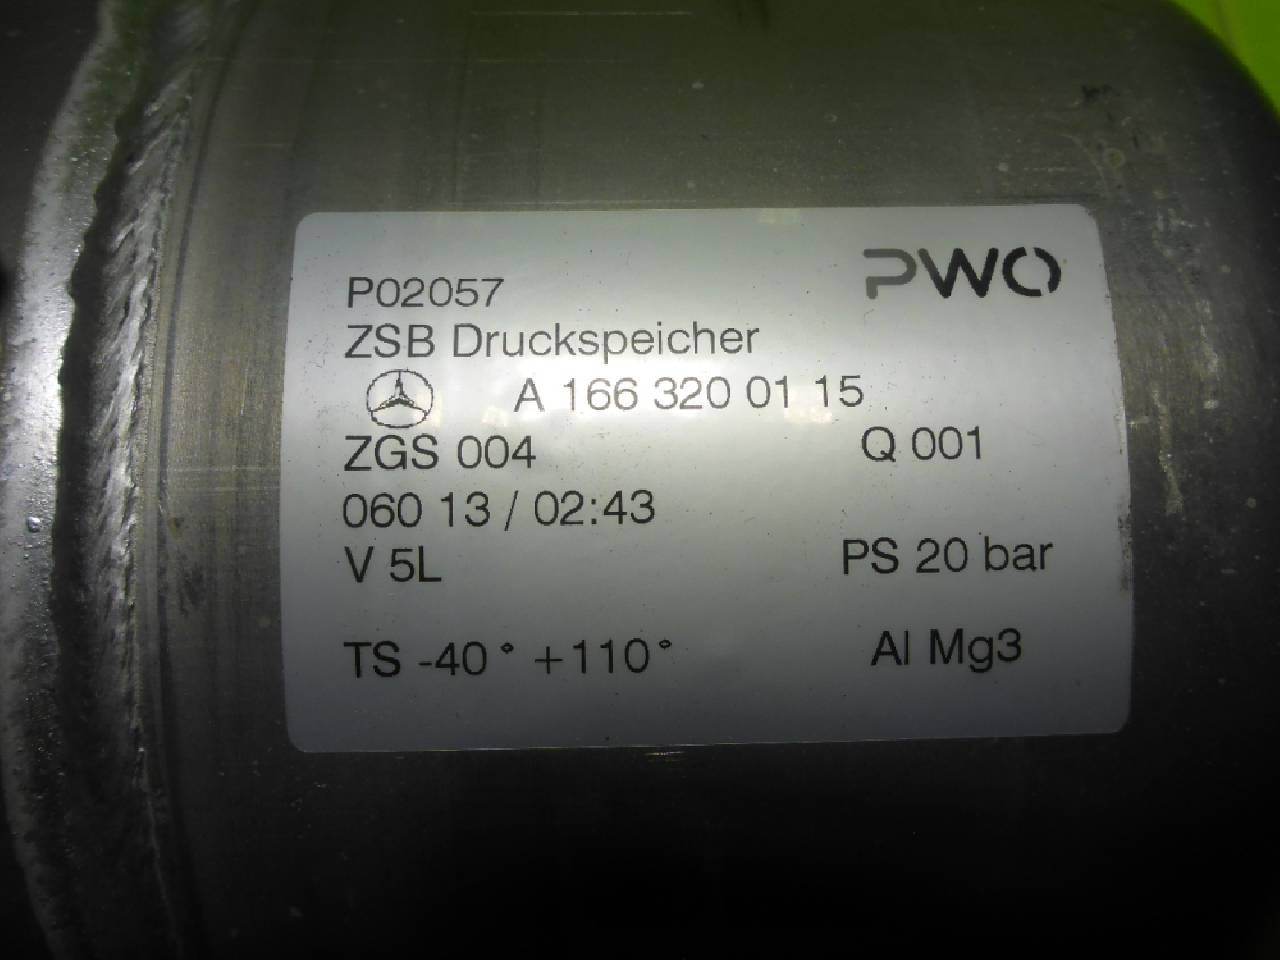 PWO
P02057
ZSB Druckspeicher
A 166 320 01 15
ZGS 004 Q 001
060 13 / 02:43
V 5L PS 20 bar
TS -40° +110° Al Mg3